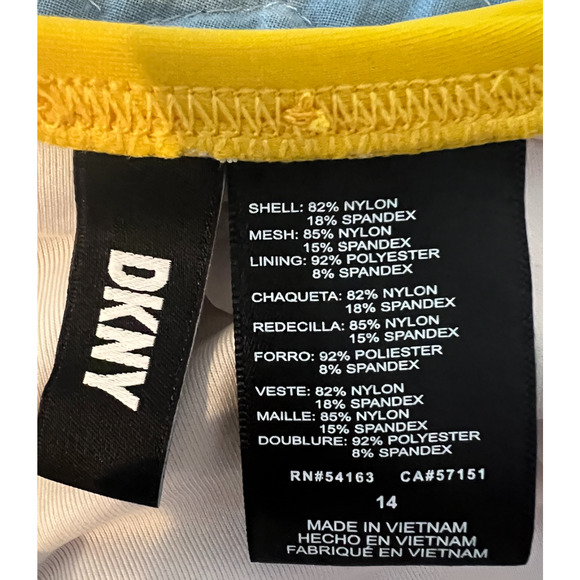 DKNY
SHELL: 82% NYLON
18% SPANDEX
MESH: 85% NYLON
15% SPANDEX
LINING: 92% POLYESTER
8% SPANDEX
CHAQUETA: 82% NYLON
18% SPANDEX
REDECILLA: 85% NYLON
15% SPANDEX
FORRO: 92% POLIESTER
8% SPANDEX
VESTE: 82% NYLON
18% SPANDEX
MAILLE: 85% NYLON
15% SPANDEX
DOUBLURE: 92% POLYESTER
8% SPANDEX
RN#54163 CA#57151
14
MADE IN VIETNAM
HECHO EN VIETNAM
FABRIQUÉ EN VIETNAM